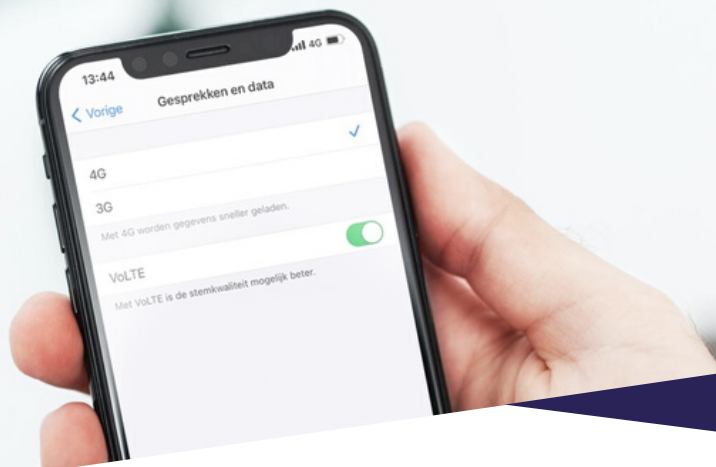 13:44
4G
Vorige
Gesprekken en data
4G
3G
Met 4G worden gegevens sneller geladen.
VoLTE
Met VoLTE is de stemkwaliteit mogelijk beter.